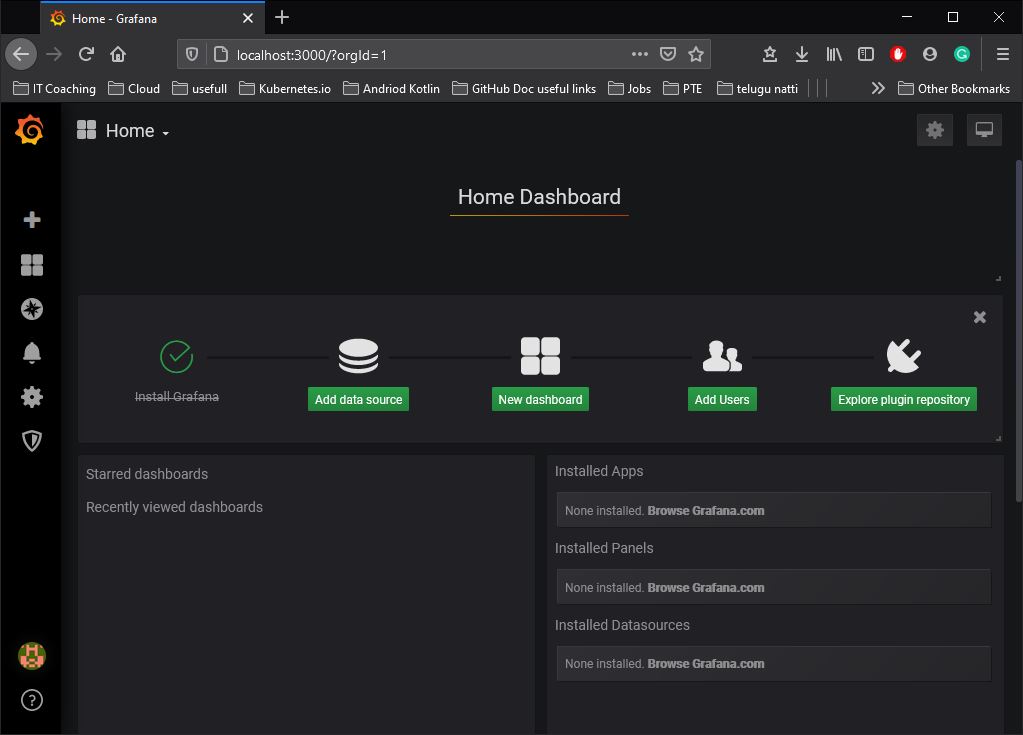 Home - Grafana
localhost:3000/?orgId=1
IT Coaching Cloud usefull Kubernetes.io Andriod Kotlin GitHub Doc useful links Jobs PTE telugu natti Other Bookmarks
Home
Home Dashboard
Install Grafana Add data source New dashboard Add Users Explore plugin repository
Starred dashboards
Recently viewed dashboards
Installed Apps
None installed. Browse Grafana.com
Installed Panels
None installed. Browse Grafana.com
Installed Datasources
None installed. Browse Grafana.com